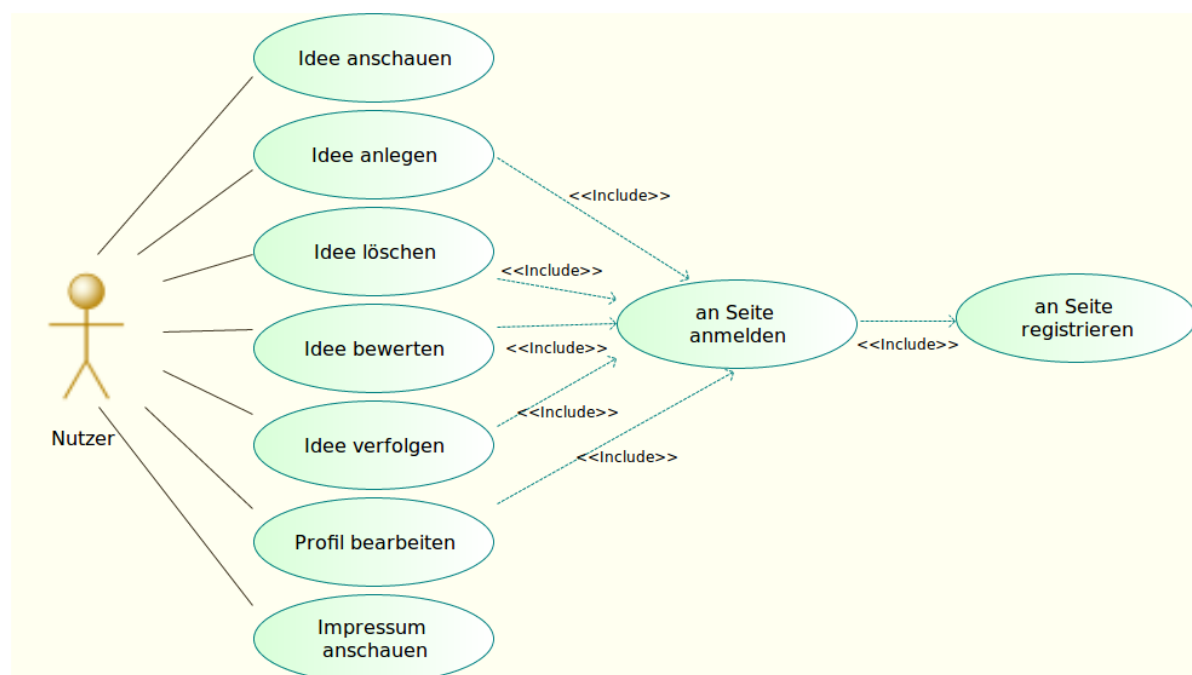 Idee anschauen
Idee anlegen
<<Include>>
Idee löschen
<<Include>>
an Seite
anmelden
an Seite
registrieren
Idee bewerten
<<Include>>
<<Include>>
Nutzer
Idee verfolgen
<<Include>>
<<Include>>
Profil bearbeiten
Impressum
anschauen